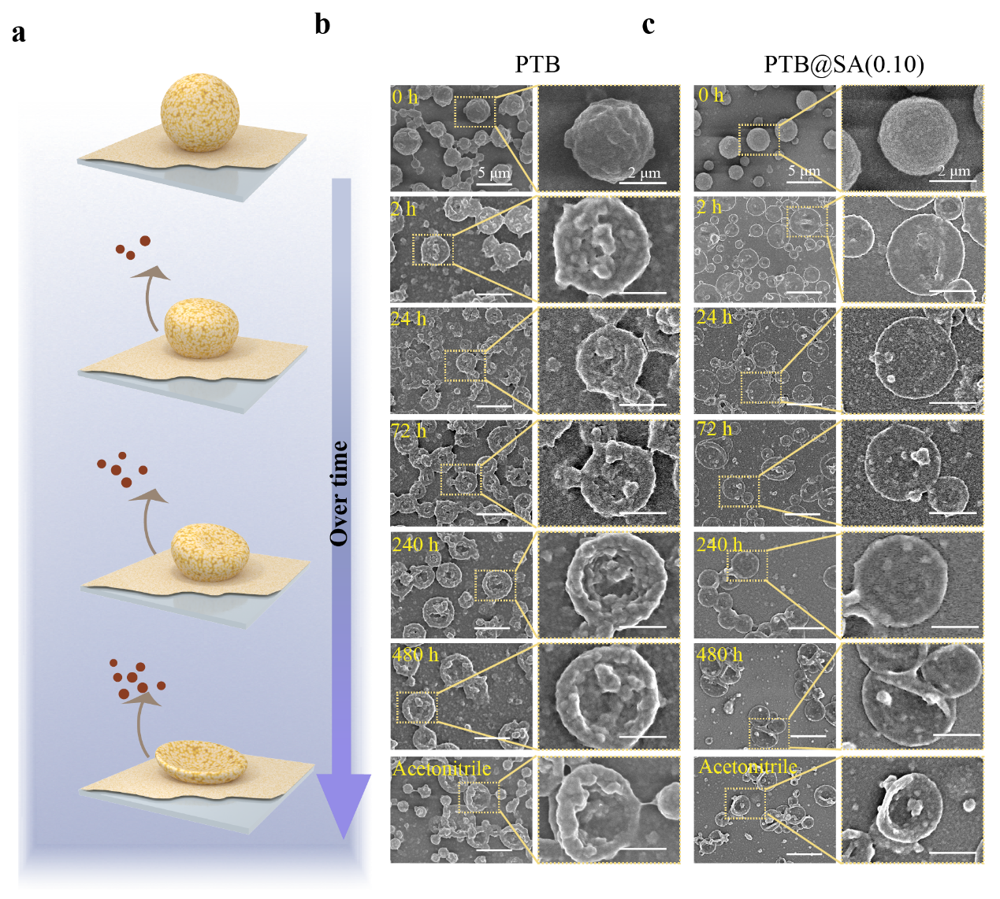 a
b
c
PTB
PTB@SA(0.10)
0 h
5 μm
2 μm
0 h
5 μm
2 μm
2 h
2 h
24 h
24 h
72 h
72 h
Over time
240 h
240 h
480 h
480 h
Acetonitrile
Acetonitrile